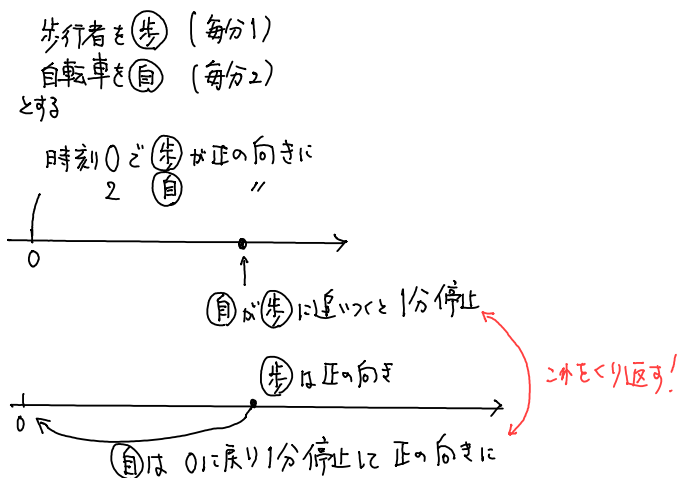 歩行者を歩 (毎分1)
自転車を自 (毎分2)
とする
時刻0で歩が正の向きに
2 自 〃
0
自が歩に追いつくと1分停止
歩は正の向き
これをくり返す!
0
自は0に戻り1分停止して正の向きに